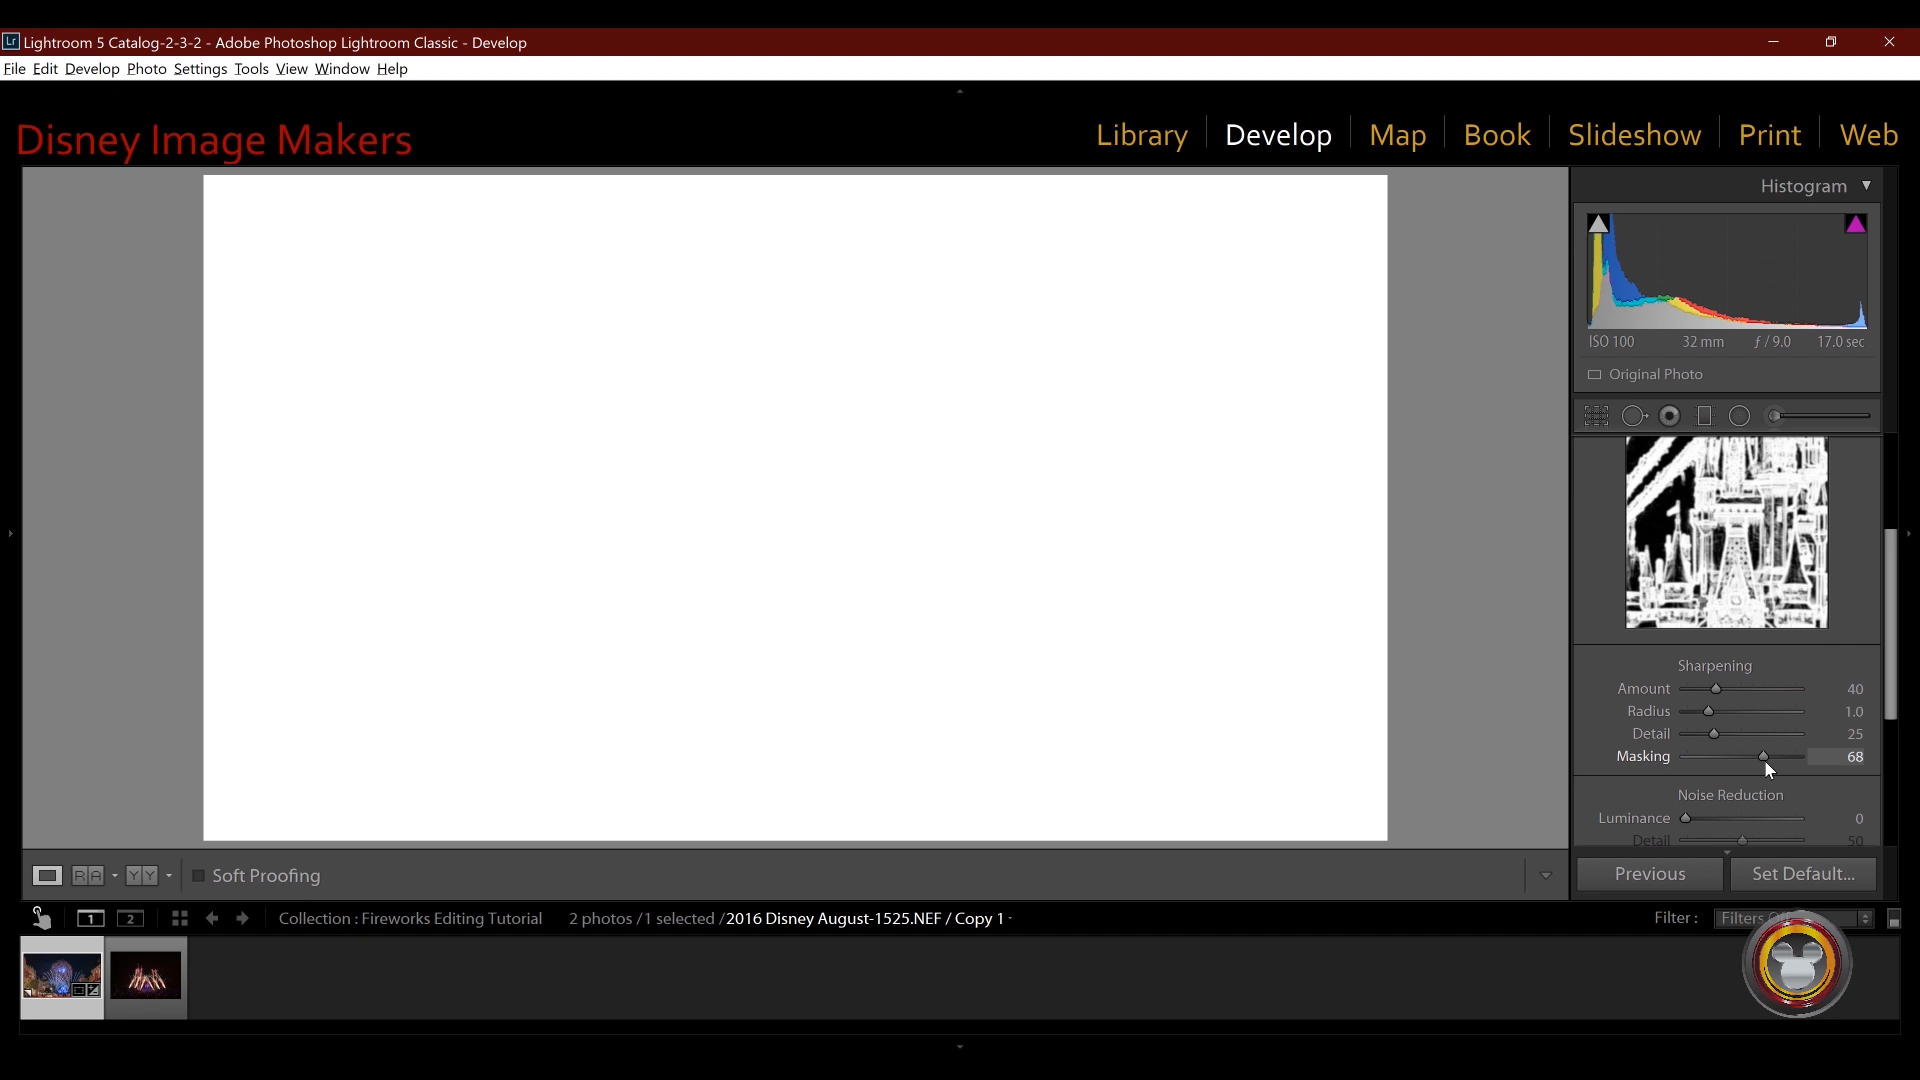 Lr Lightroom 5 Catalog-2-3-2 - Adobe Photoshop Lightroom Classic - Develop
File Edit Develop Photo Settings Tools View Window Help
Disney Image Makers
Library Develop Map Book Slideshow Print Web
Histogram
ISO 100 32 mm ƒ / 9.0 17.0 sec
Original Photo
Sharpening
Amount 40
Radius 1.0
Detail 25
Masking 68
Noise Reduction
Luminance 0
Detail 50
Previous Set Default...
R A Y Y Soft Proofing
1 2 Collection : Fireworks Editing Tutorial 2 photos / 1 selected / 2016 Disney August-1525.NEF / Copy 1
Filter : Filters